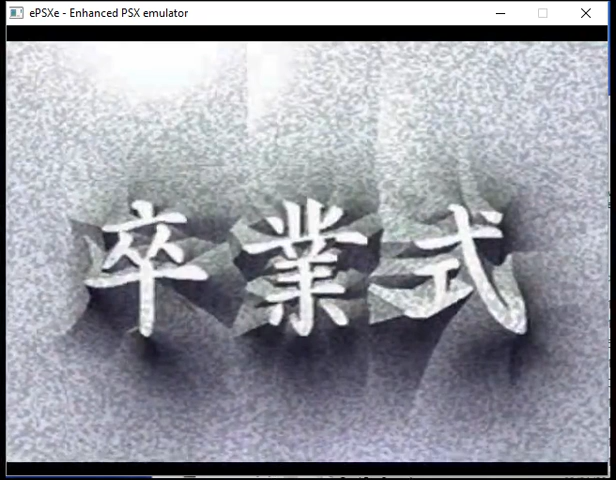 ePSXe - Enhanced PSX emulator
卒業式